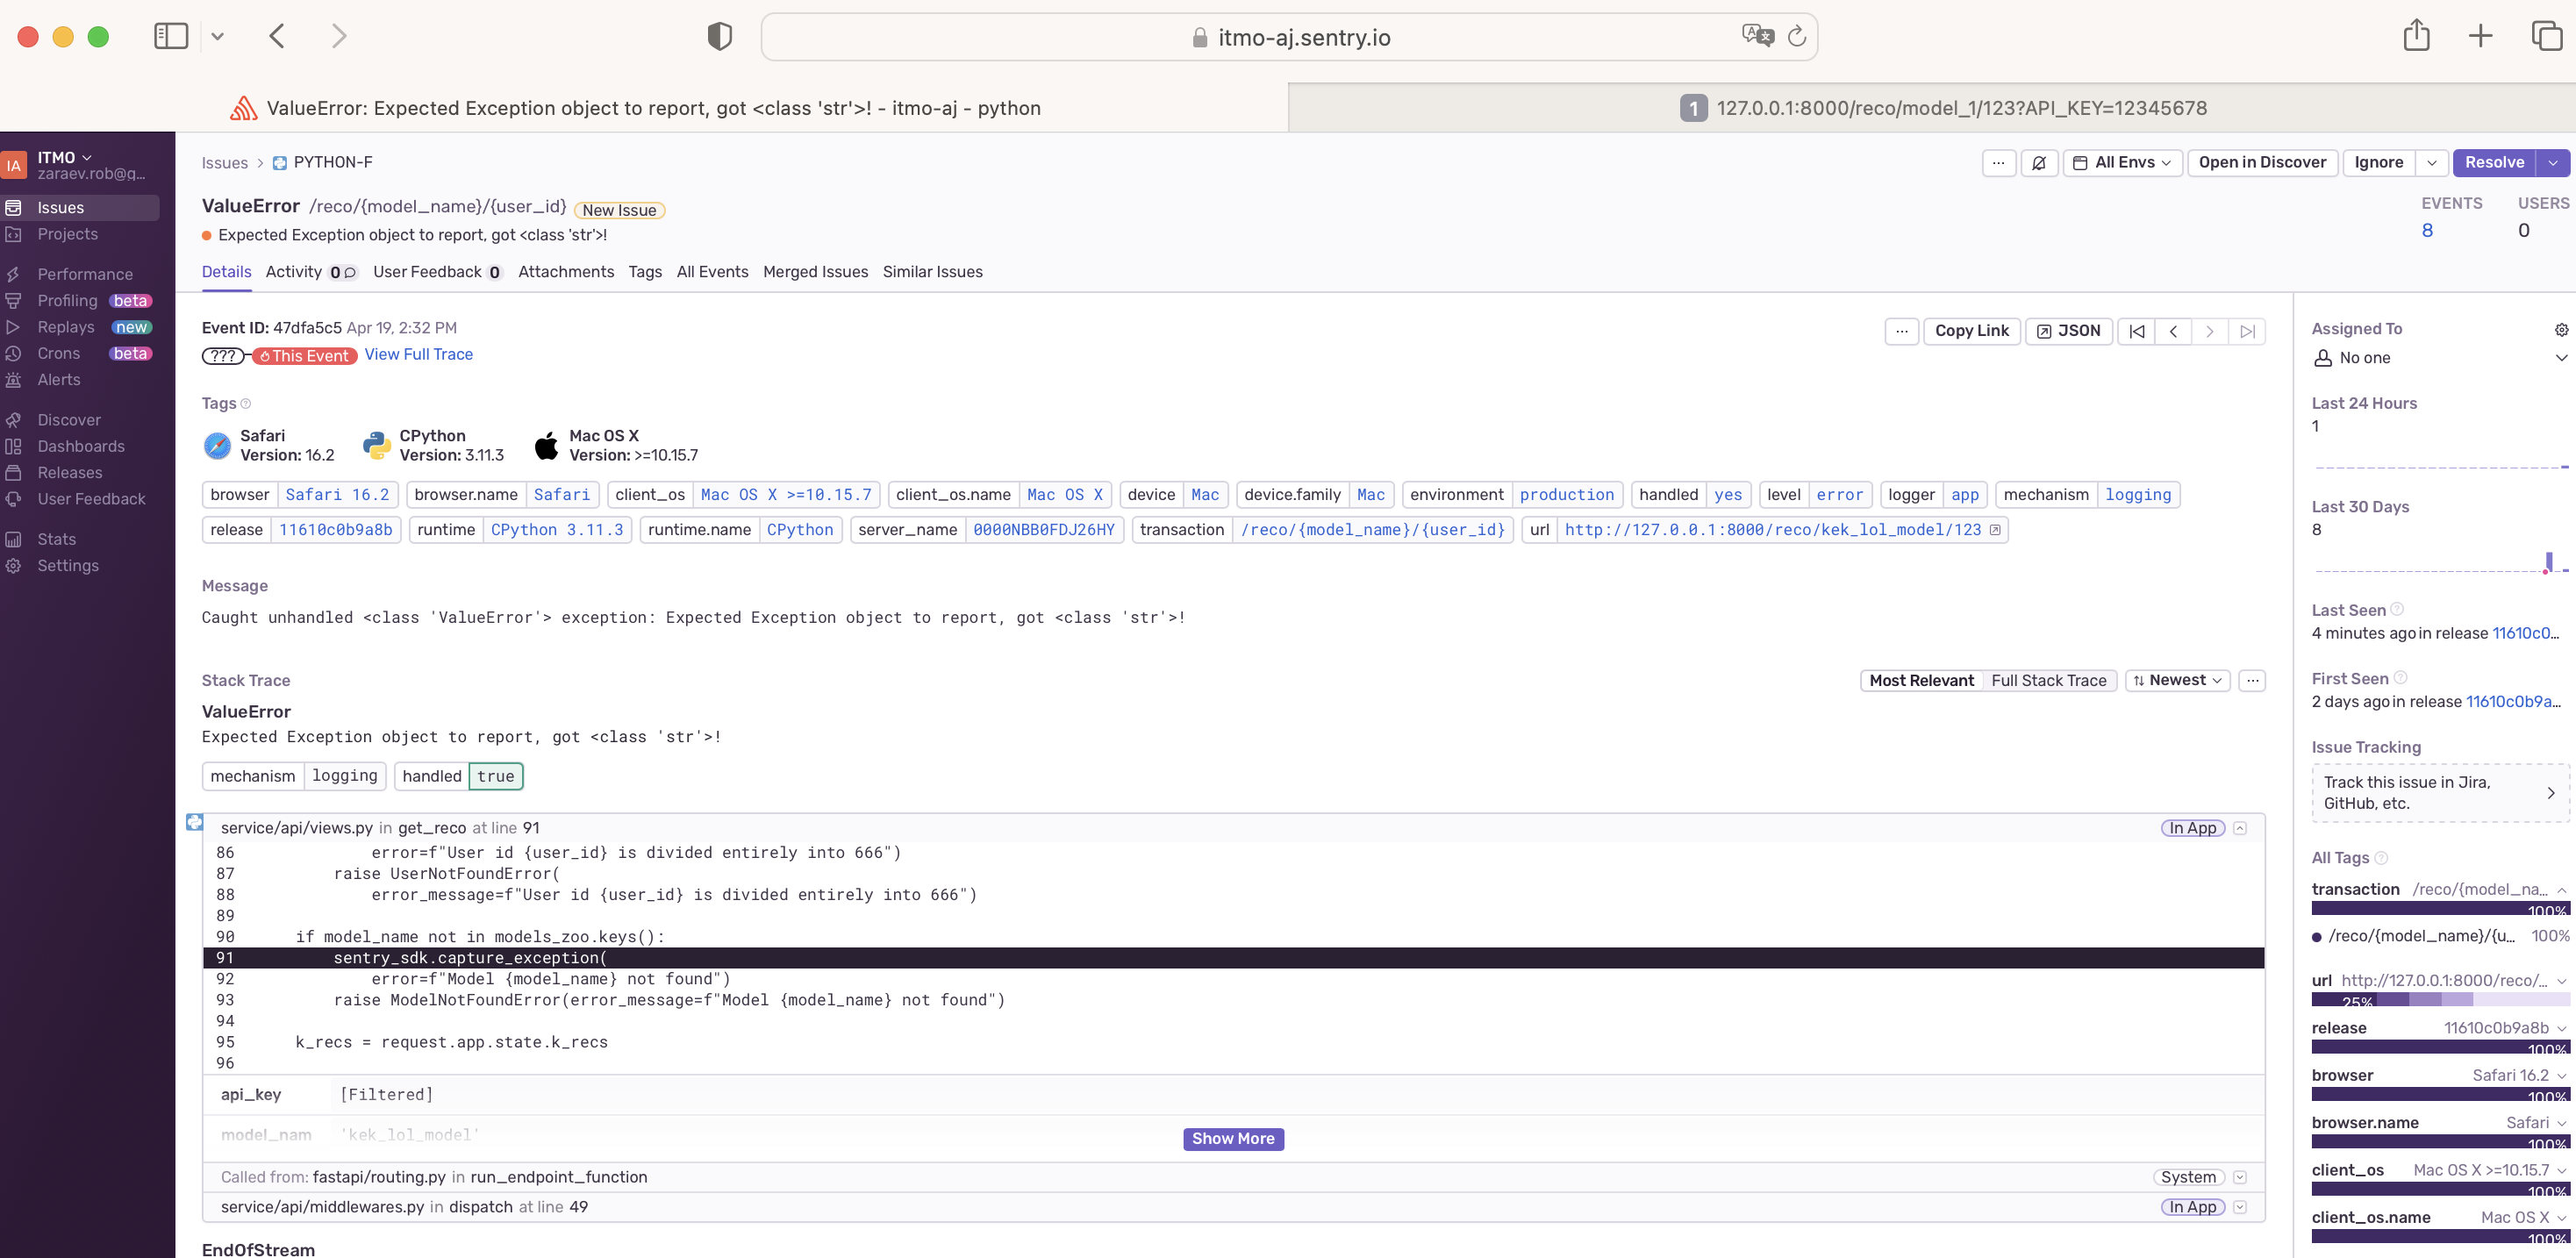 itmo-aj.sentry.io
ValueError: Expected Exception object to report, got <class 'str'>! - itmo-aj - python
1 127.0.0.1:8000/reco/model_1/123?API_KEY=12345678
IA ITMO
zaraev.rob@g...
Issues
Projects
Performance
Profiling beta
Replays new
Crons beta
Alerts
Discover
Dashboards
Releases
User Feedback
Stats
Settings
Issues > PYTHON-F
... All Envs Open in Discover Ignore Resolve
ValueError /reco/{model_name}/{user_id} New Issue
Expected Exception object to report, got <class 'str'>!
EVENTS USERS
8 0
Details Activity 0 User Feedback 0 Attachments Tags All Events Merged Issues Similar Issues
Event ID: 47dfa5c5 Apr 19, 2:32 PM
??? This Event View Full Trace
... Copy Link JSON
Tags
Safari
Version: 16.2
CPython
Version: 3.11.3
Mac OS X
Version: >=10.15.7
browser Safari 16.2 browser.name Safari client_os Mac OS X >=10.15.7 client_os.name Mac OS X device Mac device.family Mac environment production handled yes level error logger app mechanism logging
release 11610c0b9a8b runtime CPython 3.11.3 runtime.name CPython server_name 0000NBB0FDJ26HY transaction /reco/{model_name}/{user_id} url http://127.0.0.1:8000/reco/kek_lol_model/123
Message
Caught unhandled <class 'ValueError'> exception: Expected Exception object to report, got <class 'str'>!
Stack Trace
Most Relevant Full Stack Trace Newest ...
ValueError
Expected Exception object to report, got <class 'str'>!
mechanism logging handled true
service/api/views.py in get_reco at line 91 In App
86 error=f"User id {user_id} is divided entirely into 666")
87 raise UserNotFoundError(
88 error_message=f"User id {user_id} is divided entirely into 666")
89
90 if model_name not in models_zoo.keys():
91 sentry_sdk.capture_exception(
92 error=f"Model {model_name} not found")
93 raise ModelNotFoundError(error_message=f"Model {model_name} not found")
94
95 k_recs = request.app.state.k_recs
96
api_key [Filtered]
model_nam 'kek_lol_model'
Show More
Called from: fastapi/routing.py in run_endpoint_function System
service/api/middlewares.py in dispatch at line 49 In App
EndOfStream
Assigned To
No one
Last 24 Hours
1
Last 30 Days
8
Last Seen
4 minutes ago in release 11610c0...
First Seen
2 days ago in release 11610c0b9a...
Issue Tracking
Track this issue in Jira,
GitHub, etc.
All Tags
transaction /reco/{model_na...
100%
/reco/{model_name}/{u... 100%
url http://127.0.0.1:8000/reco/...
25%
release 11610c0b9a8b
100%
browser Safari 16.2
100%
browser.name Safari
100%
client_os Mac OS X >=10.15.7
100%
client_os.name Mac OS X
100%